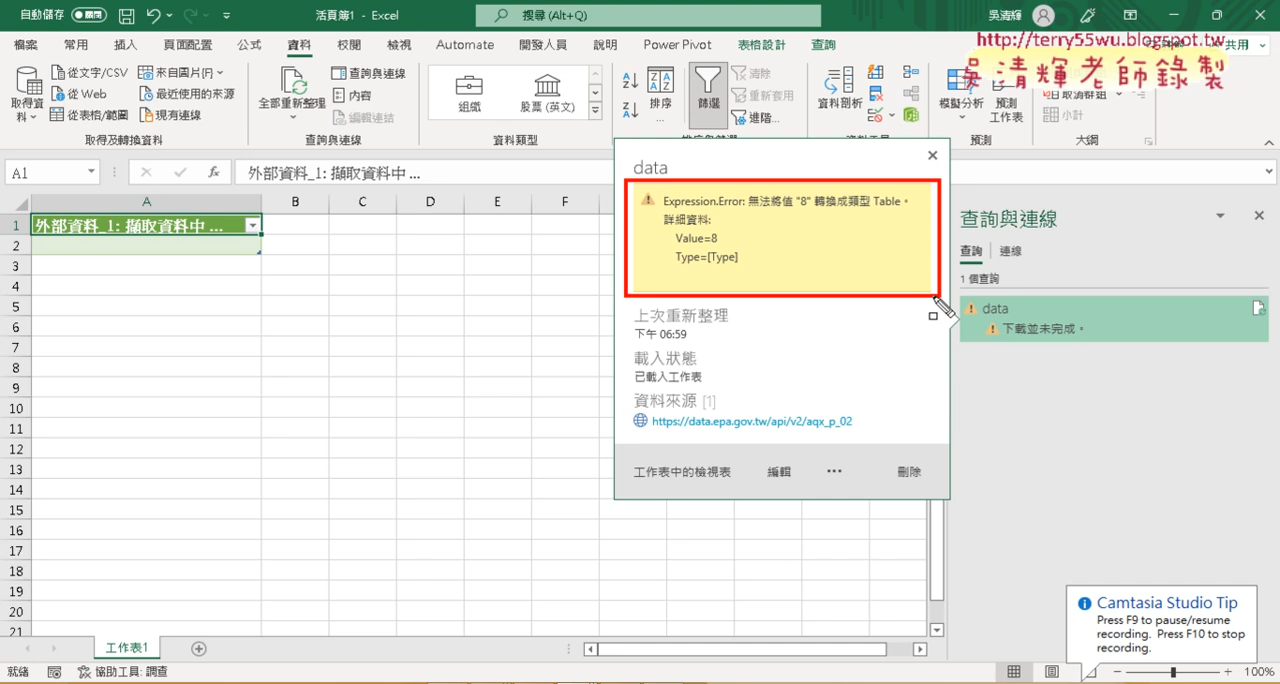 自動儲存
活頁簿1 - Excel
搜尋 (Alt+Q)
吳清輝
http://terry55wu.blogspot.tw
吳清輝老師錄製
檔案 常用 插入 頁面配置 公式 資料 校閱 檢視 Automate 開發人員 說明 Power Pivot 表格設計 查詢
共用
取得資料
從文字/CSV
從 Web
從表格/範圍
來自圖片(F)
最近使用的來源
現有連線
全部重新整理
查詢與連線
內容
編輯連結
組織
股票 (英文)
排序
篩選
清除
重新套用
進階...
資料剖析
模擬分析
預測工作表
取消群組
小計
取得及轉換資料
查詢與連線
資料類型
預測
大綱
A1
fx
外部資料_1: 擷取資料中 ...
A B C D E F
1 外部資料_1: 擷取資料中 ...
2
3
4
5
6
7
8
9
10
11
12
13
14
15
16
17
18
19
20
21
data
Expression.Error: 無法將值 "8" 轉換成類型 Table。
詳細資料:
Value=8
Type=[Type]
上次重新整理
下午 06:59
載入狀態
已載入工作表
資料來源 [1]
https://data.epa.gov.tw/api/v2/aqx_p_02
工作表中的檢視表 編輯 ••• 刪除
查詢與連線
查詢 連線
1 個查詢
data
下載並未完成。
Camtasia Studio Tip
Press F9 to pause/resume
recording. Press F10 to stop
recording.
工作表1
就緒
協助工具: 調查
100%